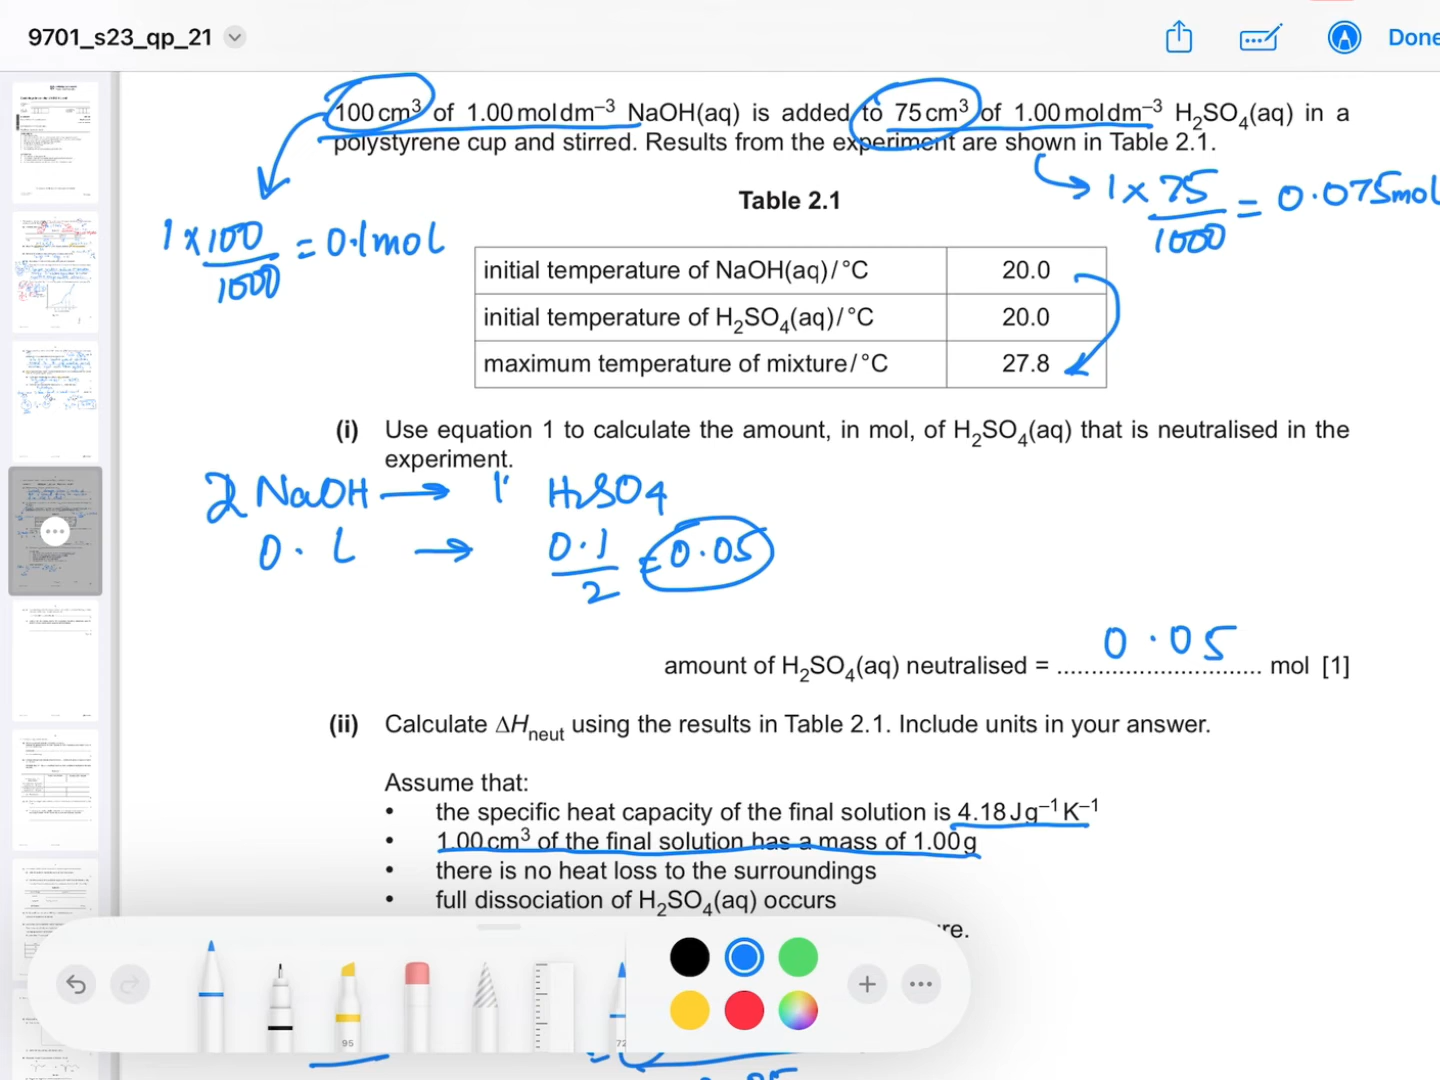 9701_s23_qp_21
Done
100 cm³ of 1.00 mol dm⁻³ NaOH(aq) is added to 75 cm³ of 1.00 mol dm⁻³ H₂SO₄(aq) in a
polystyrene cup and stirred. Results from the experiment are shown in Table 2.1.
1 × 75/1000 = 0.075mol
Table 2.1
1 × 100/1000 = 0.1mol
initial temperature of NaOH(aq)/°C 20.0
initial temperature of H₂SO₄(aq)/°C 20.0
maximum temperature of mixture/°C 27.8
(i) Use equation 1 to calculate the amount, in mol, of H₂SO₄(aq) that is neutralised in the
experiment.
2 NaOH → 1 H₂SO₄
0.1 → 0.1/2 = 0.05
0.05
amount of H₂SO₄(aq) neutralised = .............................. mol [1]
(ii) Calculate ΔHneut using the results in Table 2.1. Include units in your answer.
Assume that:
• the specific heat capacity of the final solution is 4.18 J g⁻¹ K⁻¹
• 1.00 cm³ of the final solution has a mass of 1.00 g
• there is no heat loss to the surroundings
• full dissociation of H₂SO₄(aq) occurs
re.
95
72